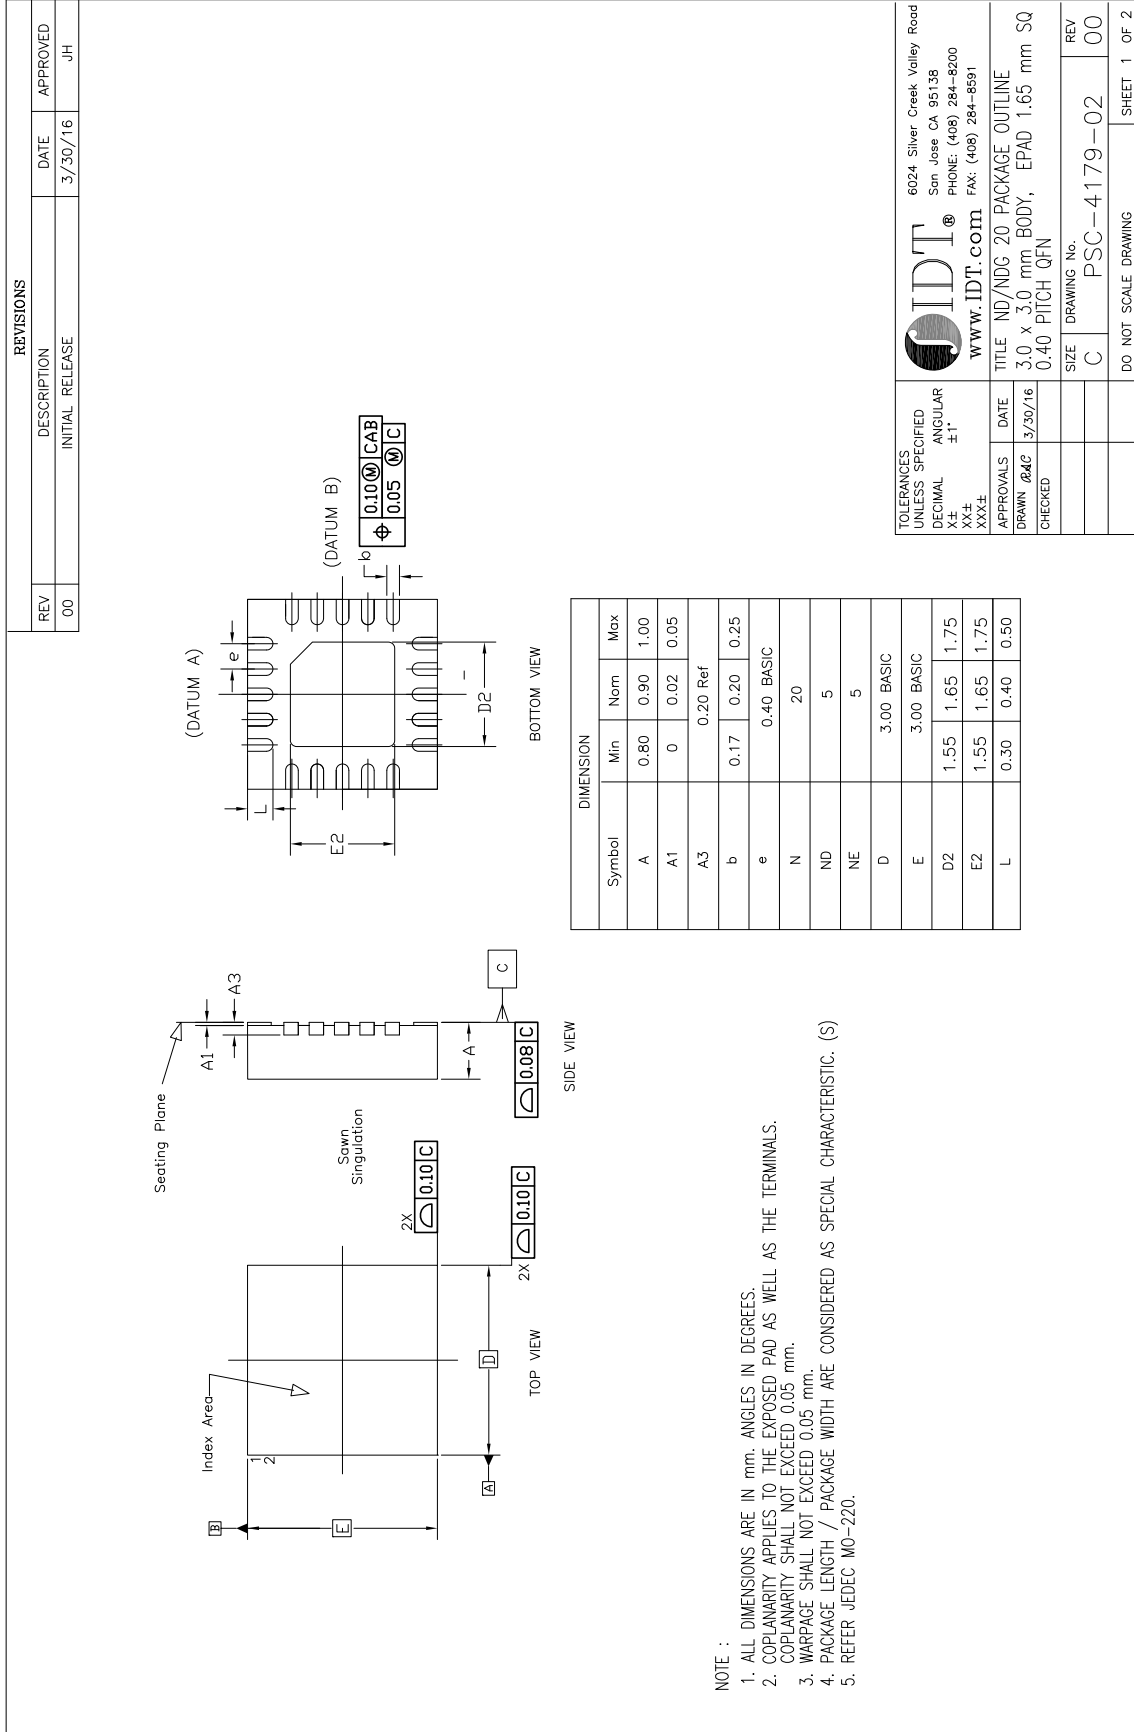 REVISIONS
REV DESCRIPTION DATE APPROVED
00 INITIAL RELEASE 3/30/16 JH
Seating Plane
A1
A3
(DATUM A)
e
L
E2
D2
(DATUM B)
b
0.10 Ⓜ C A B
0.05 Ⓜ C
BOTTOM VIEW
Index Area
1
2
B
E
A
D
2X
0.10 C
2X
0.10 C
TOP VIEW
Sawn
Singulation
A
C
0.08 C
SIDE VIEW
DIMENSION
Symbol Min Nom Max
A 0.80 0.90 1.00
A1 0 0.02 0.05
A3 0.20 Ref
b 0.17 0.20 0.25
e 0.40 BASIC
N 20
ND 5
NE 5
D 3.00 BASIC
E 3.00 BASIC
D2 1.55 1.65 1.75
E2 1.55 1.65 1.75
L 0.30 0.40 0.50
NOTE :
1. ALL DIMENSIONS ARE IN mm. ANGLES IN DEGREES.
2. COPLANARITY APPLIES TO THE EXPOSED PAD AS WELL AS THE TERMINALS.
COPLANARITY SHALL NOT EXCEED 0.05 mm.
3. WARPAGE SHALL NOT EXCEED 0.05 mm.
4. PACKAGE LENGTH / PACKAGE WIDTH ARE CONSIDERED AS SPECIAL CHARACTERISTIC. (S)
5. REFER JEDEC MO-220.
TOLERANCES
UNLESS SPECIFIED
DECIMAL ANGULAR
X± ±1°
XX±
XXX±
APPROVALS DATE
DRAWN RAC 3/30/16
CHECKED
IDT®
www.IDT.com
6024 Silver Creek Valley Road
San Jose CA 95138
PHONE: (408) 284-8200
FAX: (408) 284-8591
TITLE ND/NDG 20 PACKAGE OUTLINE
3.0 x 3.0 mm BODY, EPAD 1.65 mm SQ
0.40 PITCH QFN
SIZE DRAWING No. REV
C PSC-4179-02 00
DO NOT SCALE DRAWING SHEET 1 OF 2